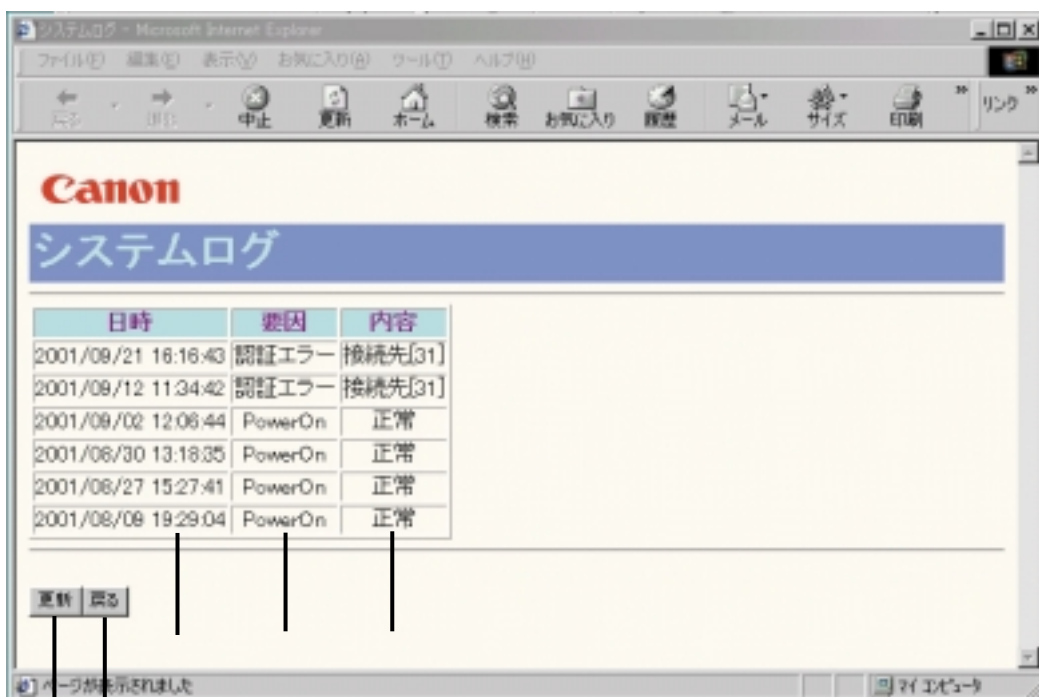 システムログ - Microsoft Internet Explorer
ファイル(F) 編集(E) 表示(V) お気に入り(A) ツール(T) ヘルプ(H)
戻る 中止 更新 ホーム 検索 お気に入り 履歴 メール サイズ 印刷 » リンク »
Canon
システムログ
日時 要因 内容
2001/09/21 16:16:43 認証エラー 接続先[31]
2001/09/12 11:34:42 認証エラー 接続先[31]
2001/09/02 12:06:44 PowerOn 正常
2001/08/30 13:18:35 PowerOn 正常
2001/08/27 15:27:41 PowerOn 正常
2001/08/09 19:29:04 PowerOn 正常
更新 戻る
ページが表示されました マイ コンピュータ